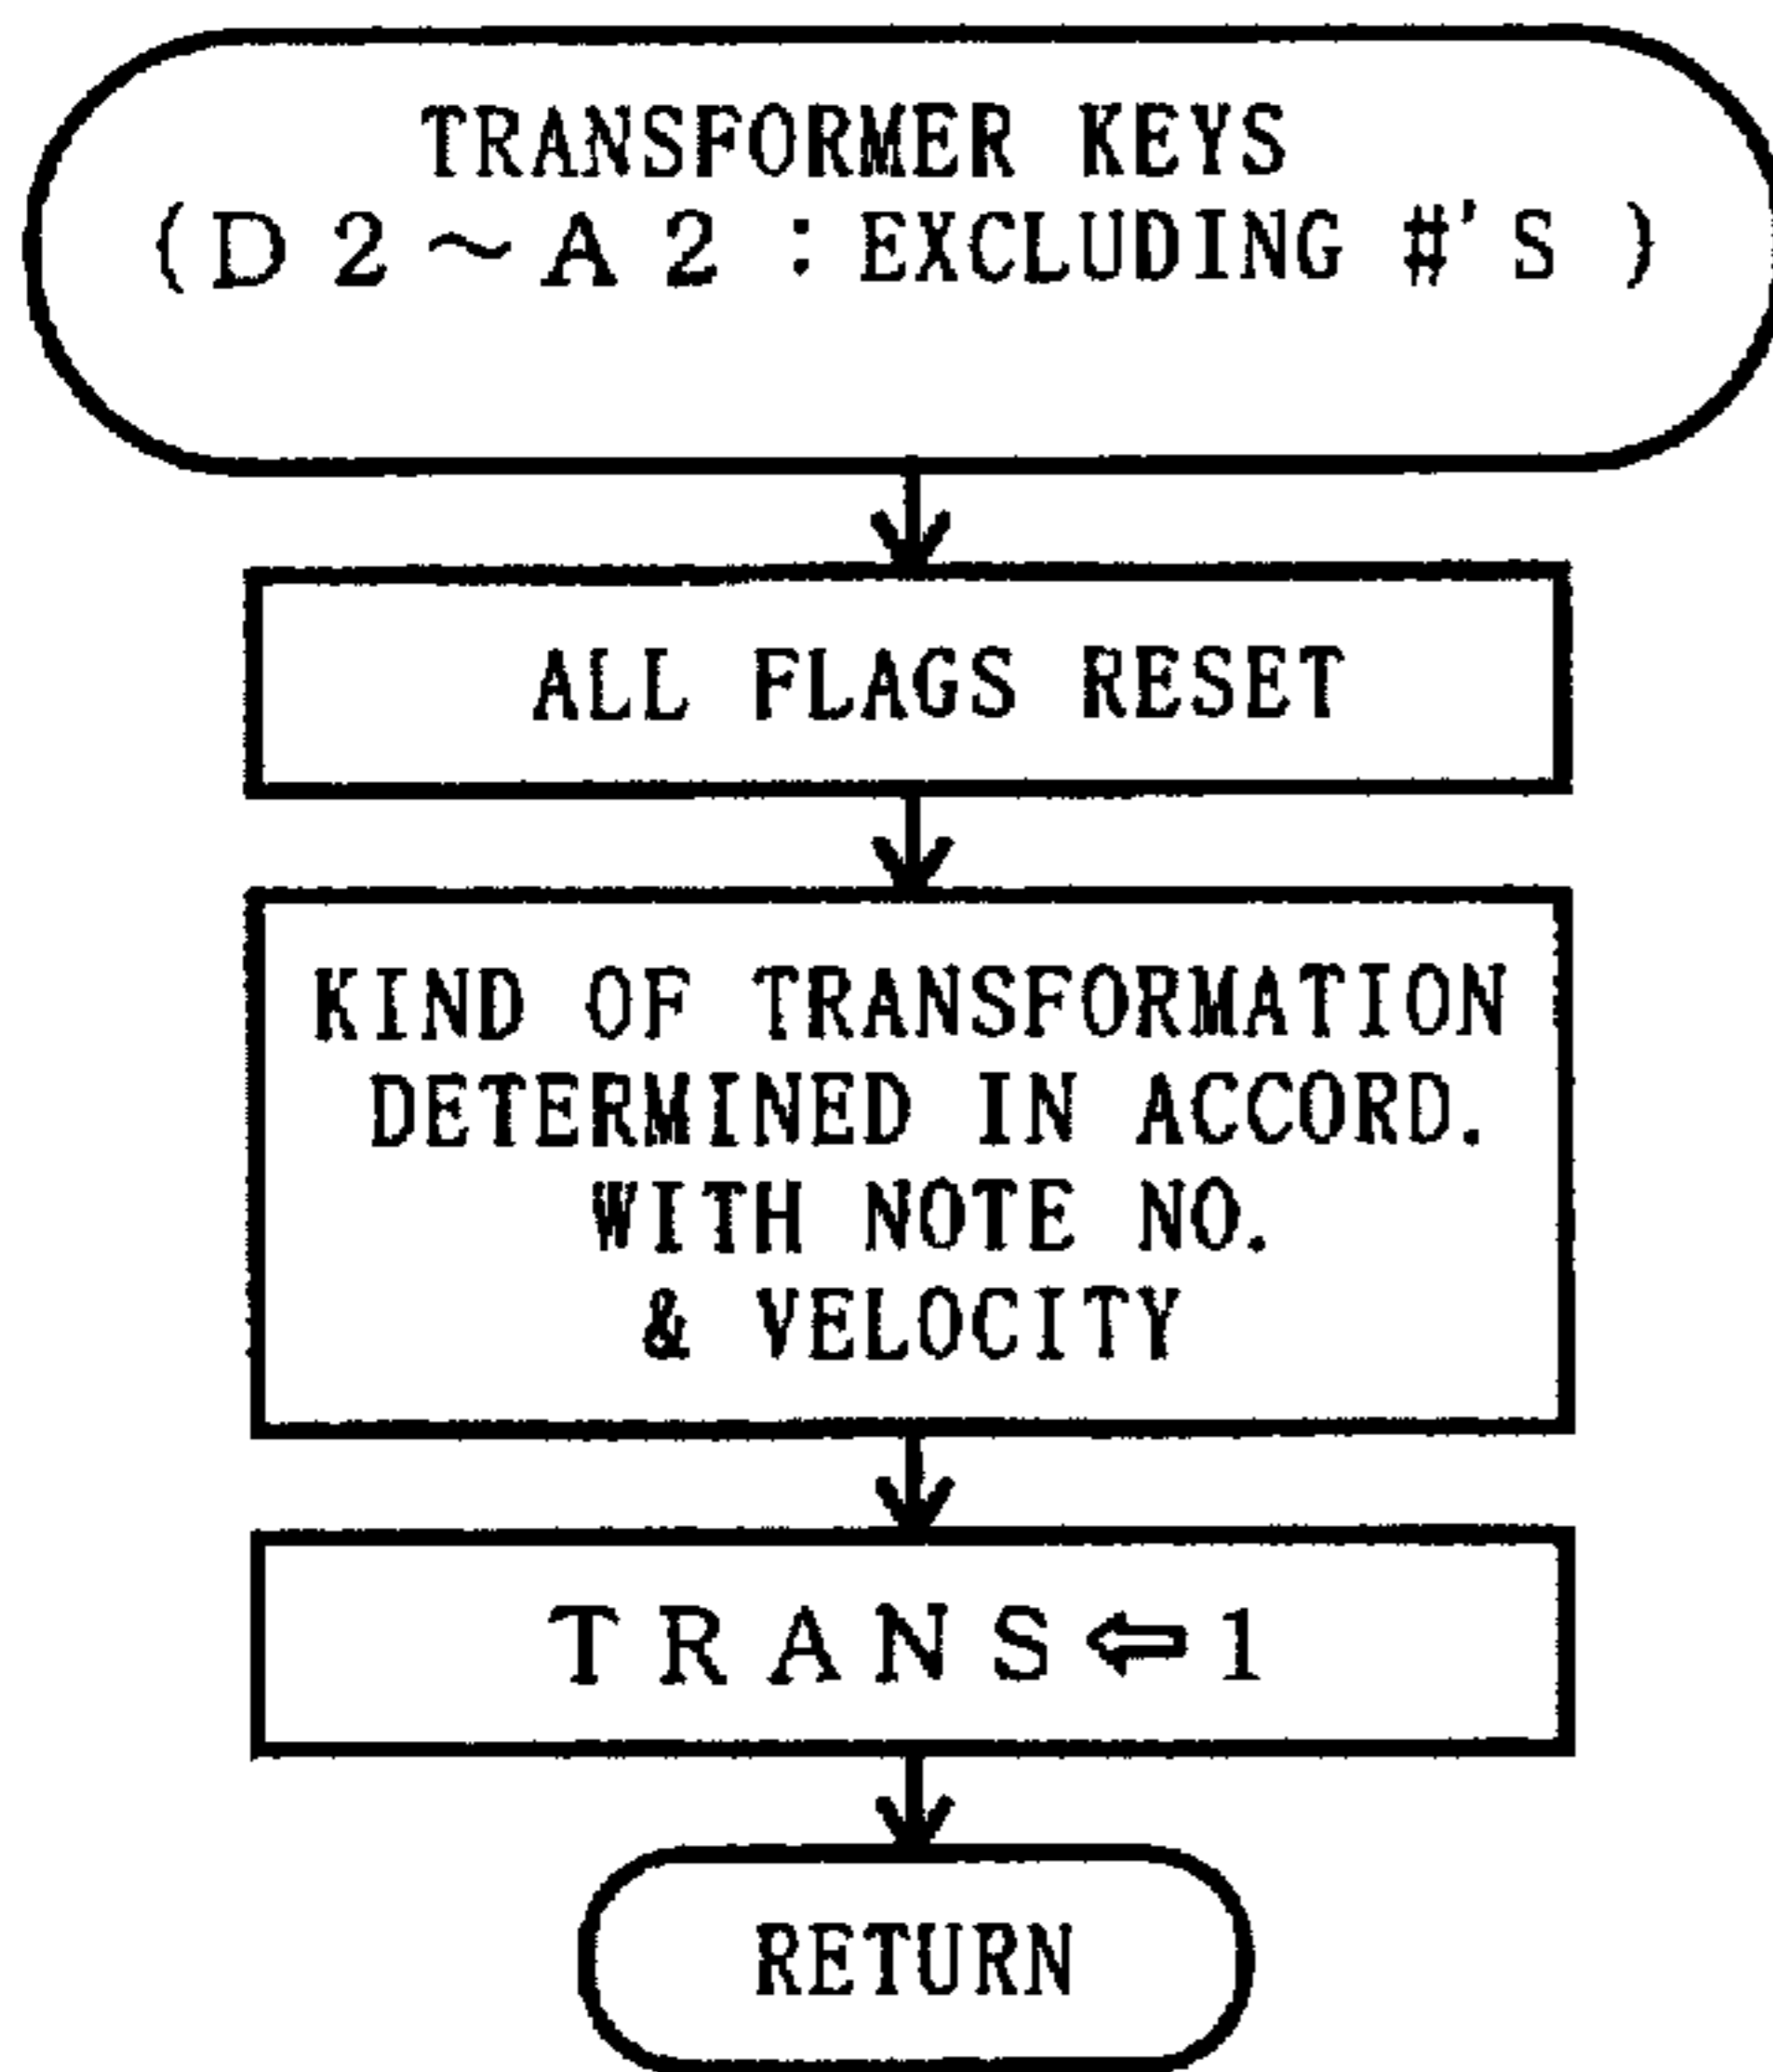 TRANSFORMER KEYS
(D2～A2:EXCLUDING #'S)
ALL FLAGS RESET
KIND OF TRANSFORMATION
DETERMINED IN ACCORD.
WITH NOTE NO.
& VELOCITY
TRANS⇐1
RETURN